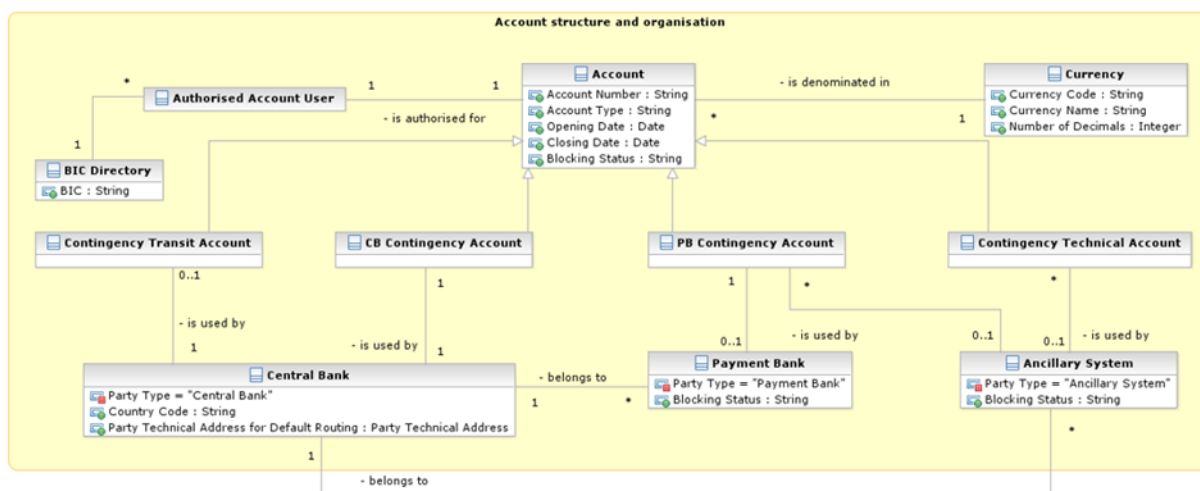 Account structure and organisation
Account
Account Number : String
Account Type : String
Opening Date : Date
Closing Date : Date
Blocking Status : String
Currency
Currency Code : String
Currency Name : String
Number of Decimals : Integer
- is denominated in
*
1
Authorised Account User
1
1
- is authorised for
*
1
BIC Directory
BIC : String
Contingency Transit Account
CB Contingency Account
PB Contingency Account
Contingency Technical Account
0..1
- is used by
1
1
- is used by
1
1
*
0..1
- is used by
0..1
*
0..1
- is used by
Central Bank
Party Type = "Central Bank"
Country Code : String
Party Technical Address for Default Routing : Party Technical Address
- belongs to
1
*
Payment Bank
Party Type = "Payment Bank"
Blocking Status : String
Ancillary System
Party Type = "Ancillary System"
Blocking Status : String
1
*
- belongs to